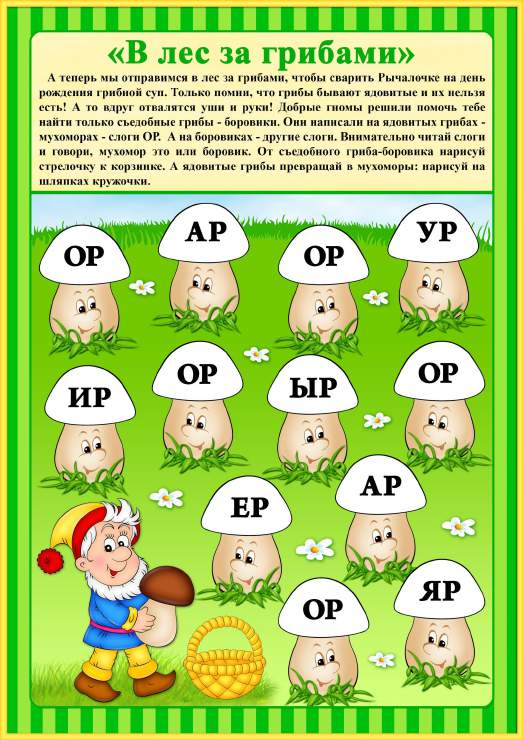 «В лес за грибами»
А теперь мы отправимся в лес за грибами, чтобы сварить Рычалочке на день
рождения грибной суп. Только помни, что грибы бывают ядовитые и их нельзя
есть! А то вдруг отвалятся уши и руки! Добрые гномы решили помочь тебе
найти только съедобные грибы - боровики. Они написали на ядовитых грибах -
мухоморах - слоги ОР. А на боровиках - другие слоги. Внимательно читай слоги
и говори, мухомор это или боровик. От съедобного гриба-боровика нарисуй
стрелочку к корзинке. А ядовитые грибы превращай в мухоморы: нарисуй на
шляпках кружочки.
ОР
АР
ОР
УР
ИР
ОР
ЫР
ОР
ЕР
АР
ОР
ЯР